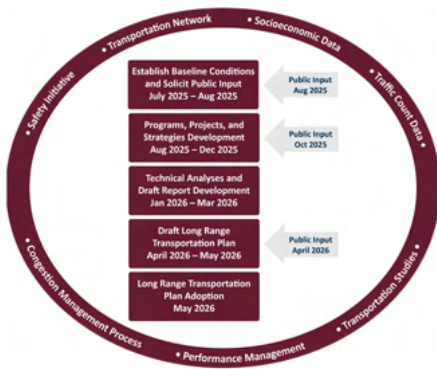 • Transportation Network
• Socioeconomic Data
• Safety Initiative
• Traffic Count Data •
Establish Baseline Conditions
and Solicit Public Input
July 2025 – Aug 2025
Public Input
Aug 2025
Programs, Projects, and
Strategies Development
Aug 2025 – Dec 2025
Public Input
Oct 2025
Technical Analyses and
Draft Report Development
Jan 2026 – Mar 2026
Draft Long Range
Transportation Plan
April 2026 – May 2026
Public Input
April 2026
Long Range Transportation
Plan Adoption
May 2026
• Congestion Management Process
• Performance Management
• Transportation Studies